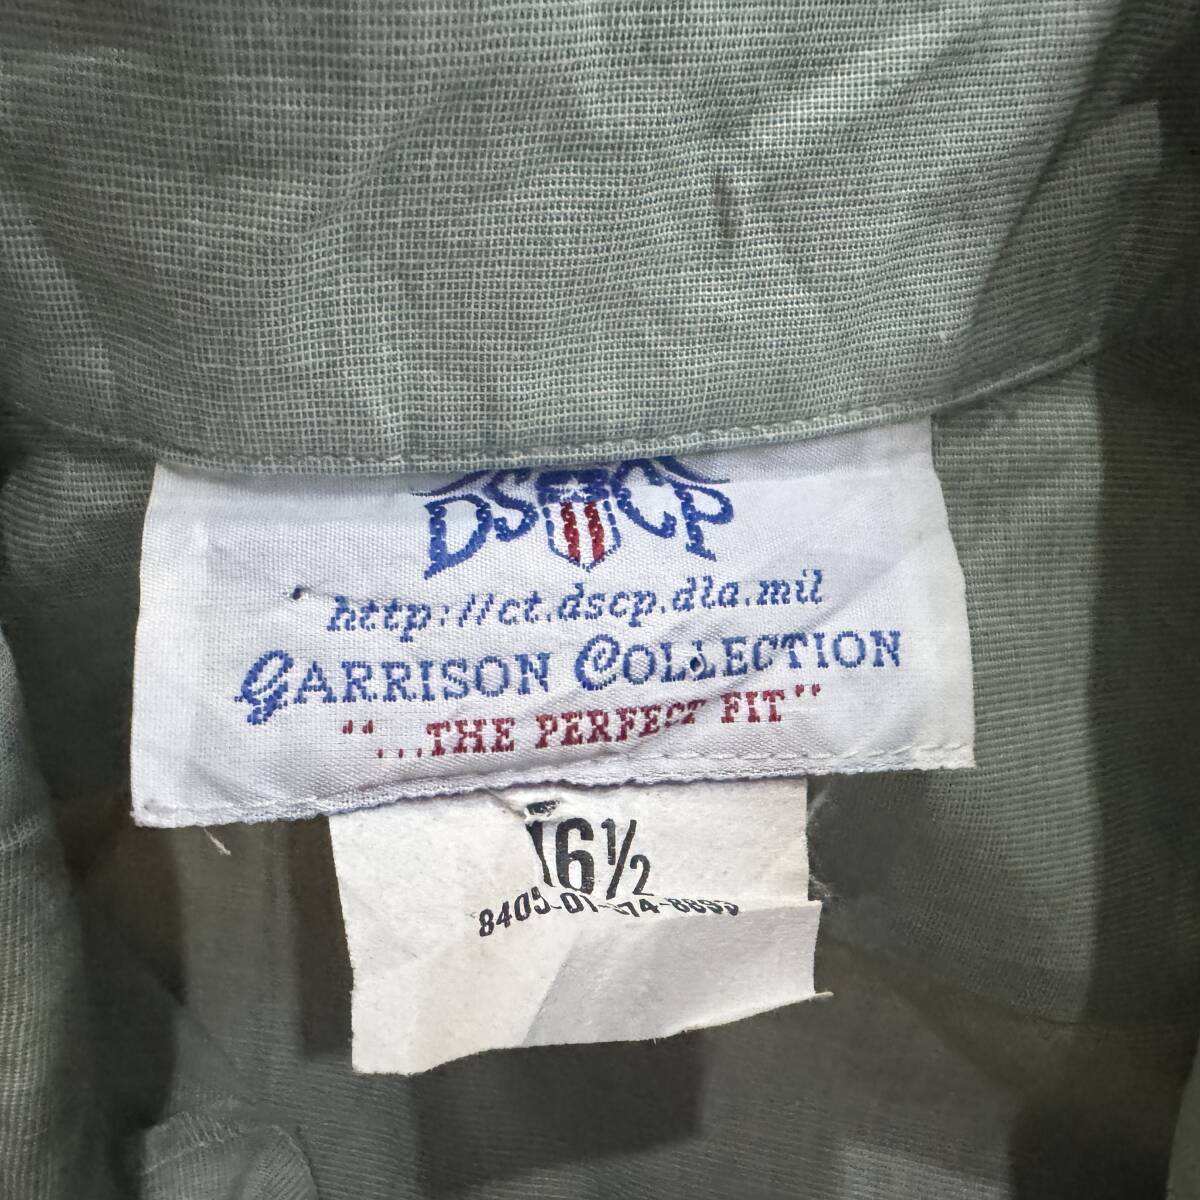 DSCP
http://ct.dscp.dla.mil
GARRISON COLLECTION
"...THE PERFECT FIT"
16½